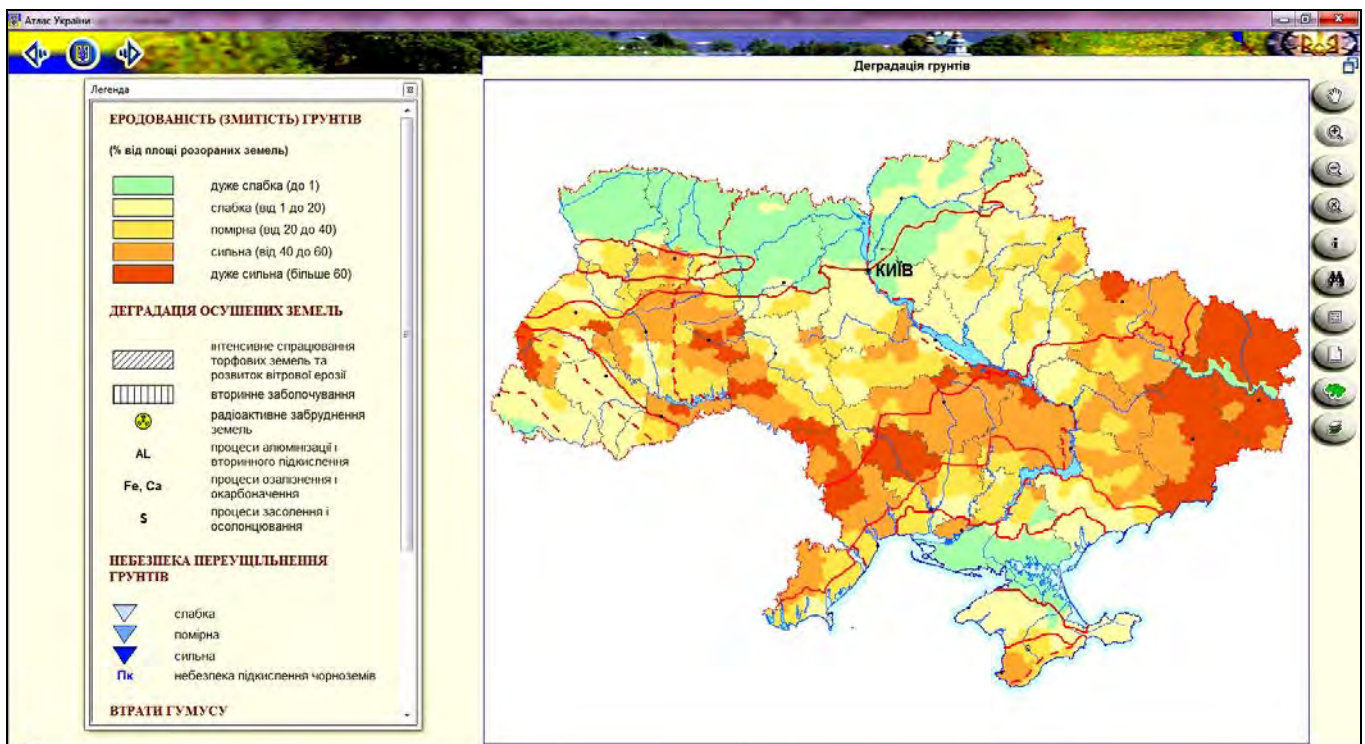 Атлас України
Деградація грунтів
Легенда
ЕРОДОВАНІСТЬ (ЗМИТІСТЬ) ГРУНТІВ
(% від площі розораних земель)
дуже слабка (до 1)
слабка (від 1 до 20)
помірна (від 20 до 40)
сильна (від 40 до 60)
дуже сильна (більше 60)
ДЕГРАДАЦІЯ ОСУШЕНИХ ЗЕМЕЛЬ
інтенсивне спрацювання
торфових земель та
розвиток вітрової ерозії
вторинне заболочування
радіоактивне забруднення
земель
AL процеси алюмінізації і
вторинного підкислення
Fe, Ca процеси озалізнення і
окарбоначення
S процеси засолення і
осолонцювання
НЕБЕЗПЕКА ПЕРЕУЩІЛЬНЕННЯ
ГРУНТІВ
слабка
помірна
сильна
Пк небезпека підкислення чорноземів
ВТРАТИ ГУМУСУ
КИЇВ